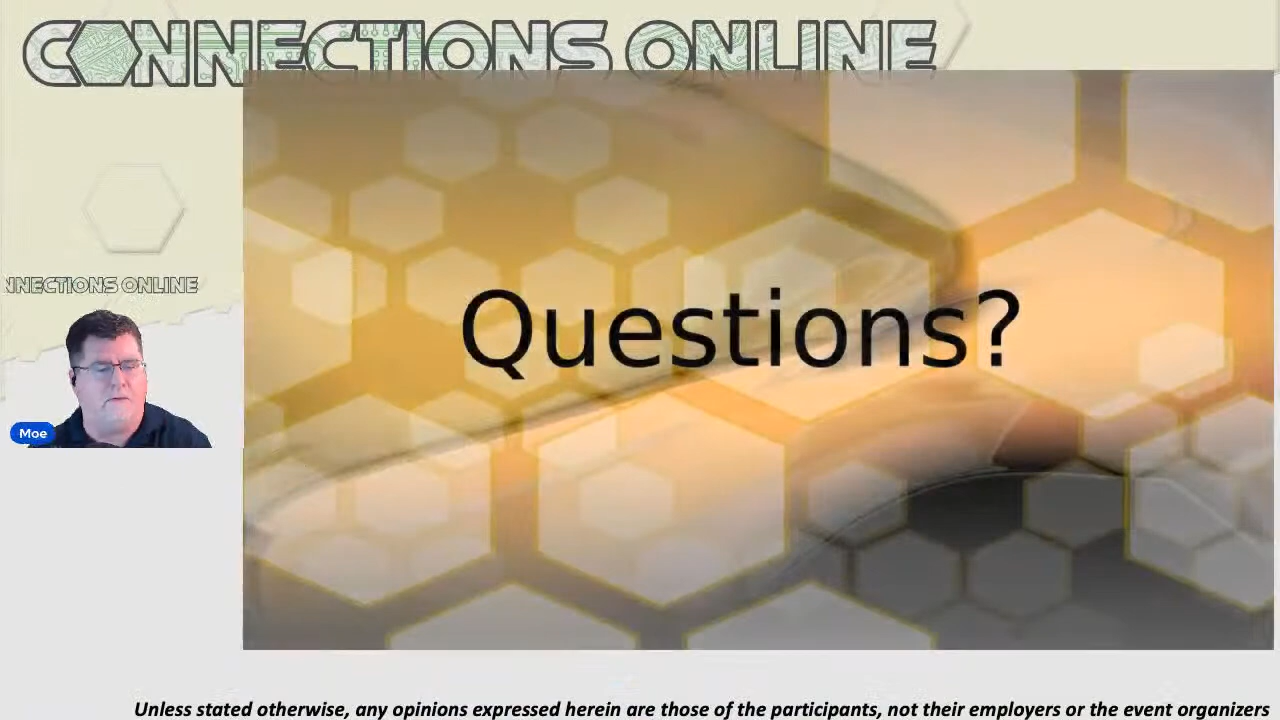 CONNECTIONS ONLINE
NNECTIONS ONLINE
Moe
Questions?
Unless stated otherwise, any opinions expressed herein are those of the participants, not their employers or the event organizers